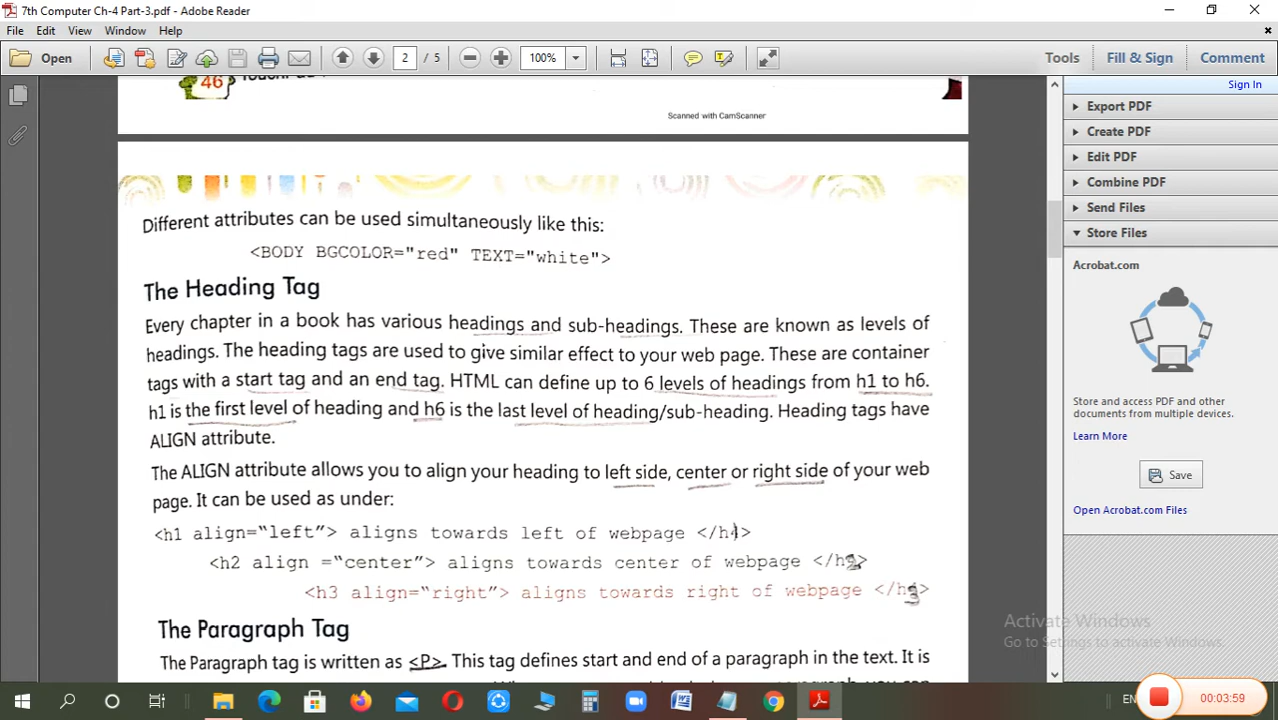 7th Computer Ch-4 Part-3.pdf - Adobe Reader
File Edit View Window Help
Open 2 / 5 100% Tools Fill & Sign Comment
46
Scanned with CamScanner
Sign In
Export PDF
Create PDF
Edit PDF
Combine PDF
Send Files
Store Files
Acrobat.com
Store and access PDF and other
documents from multiple devices.
Learn More
Save
Open Acrobat.com Files
Different attributes can be used simultaneously like this:
<BODY BGCOLOR="red" TEXT="white">
The Heading Tag
Every chapter in a book has various headings and sub-headings. These are known as levels of
headings. The heading tags are used to give similar effect to your web page. These are container
tags with a start tag and an end tag. HTML can define up to 6 levels of headings from h1 to h6.
h1 is the first level of heading and h6 is the last level of heading/sub-heading. Heading tags have
ALIGN attribute.
The ALIGN attribute allows you to align your heading to left side, center or right side of your web
page. It can be used as under:
<h1 align="left"> aligns towards left of webpage
<h2 align ="center"> aligns towards center of webpage </h2>
<h3 align="right"> aligns towards right of webpage </h3>
The Paragraph Tag
The Paragraph tag is written as <P>. This tag defines start and end of a paragraph in the text. It is
Activate Windows
Go to Settings to activate Windows.
EN
00:03:59